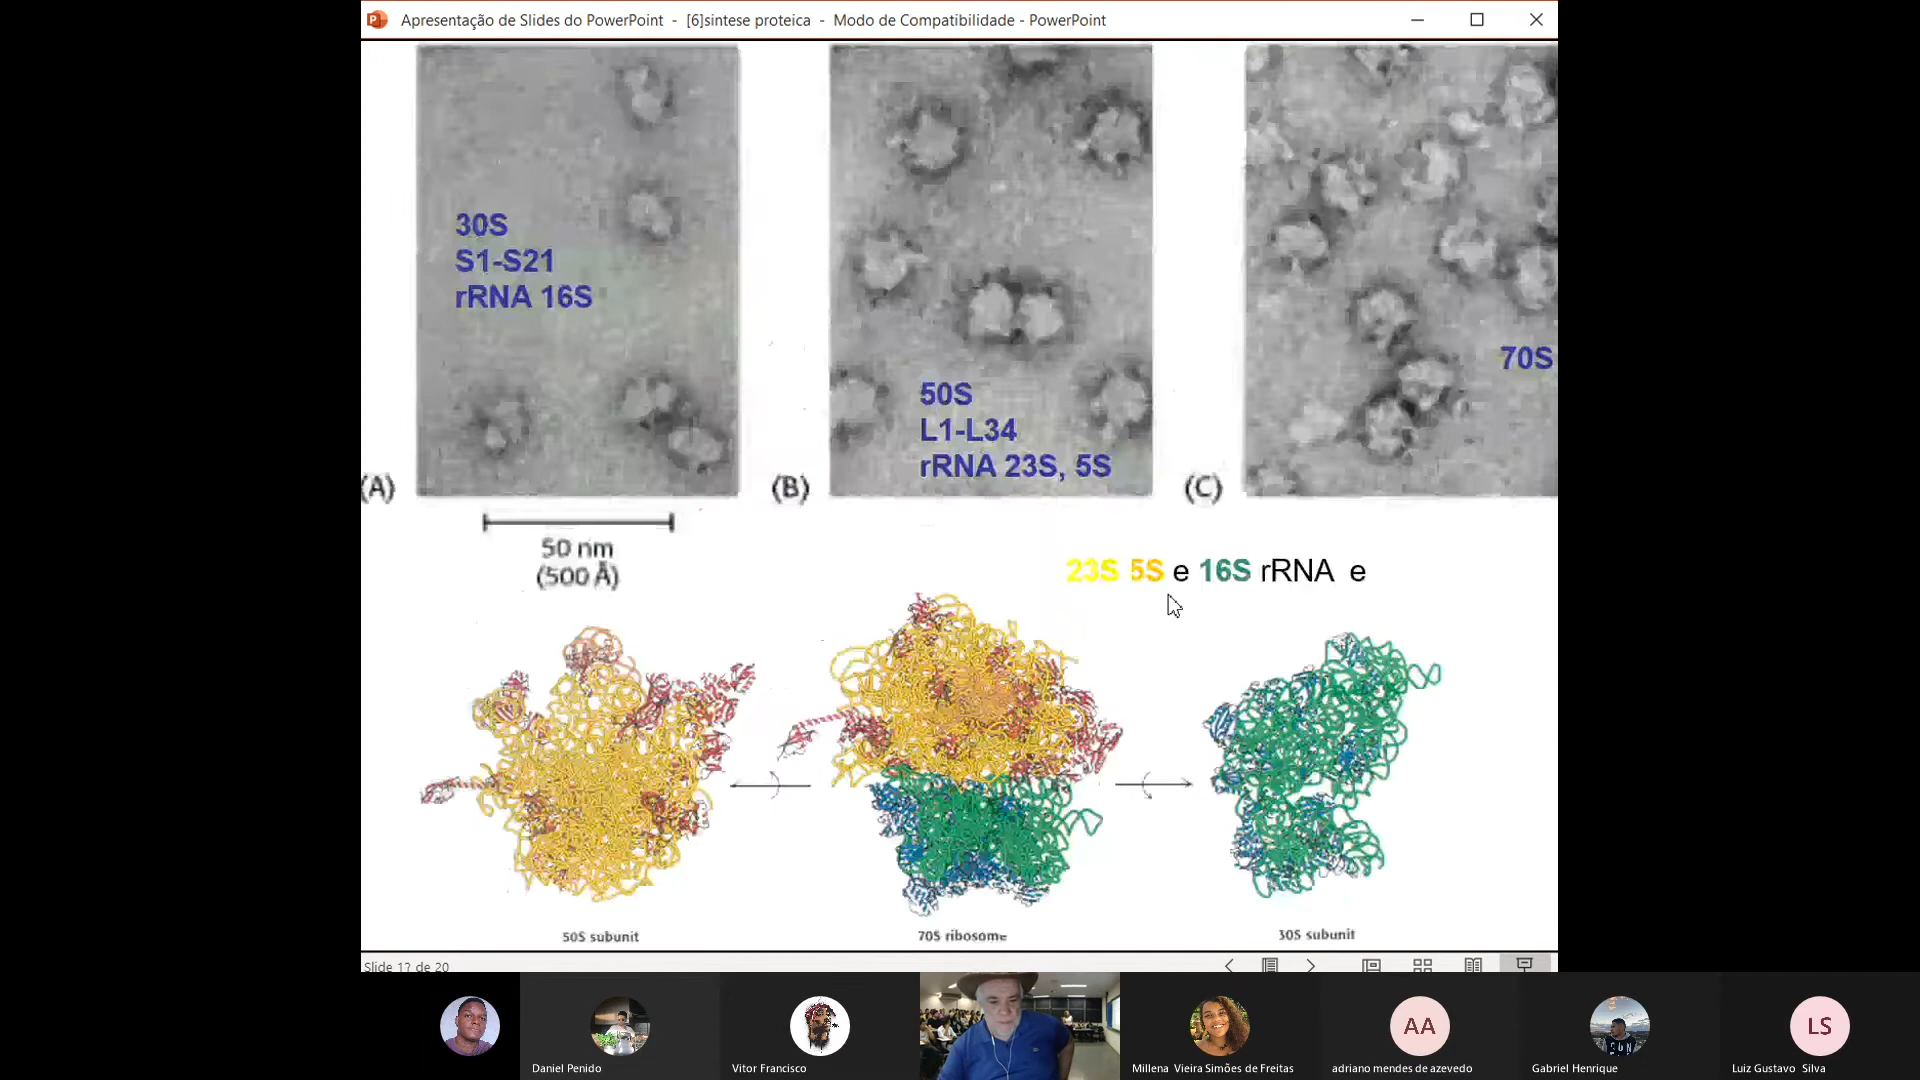 Apresentação de Slides do PowerPoint - [6]sintese proteica - Modo de Compatibilidade - PowerPoint
30S
S1-S21
rRNA 16S
50S
L1-L34
rRNA 23S, 5S
70S
(A)
(B)
(C)
50 nm
(500 Å)
23S 5S e 16S rRNA e
50S subunit
70S ribosome
30S subunit
Slide 12 de 20
AA
LS
Daniel Penido
Vitor Francisco
Millena Vieira Simões de Freitas
adriano mendes de azevedo
Gabriel Henrique
Luiz Gustavo Silva